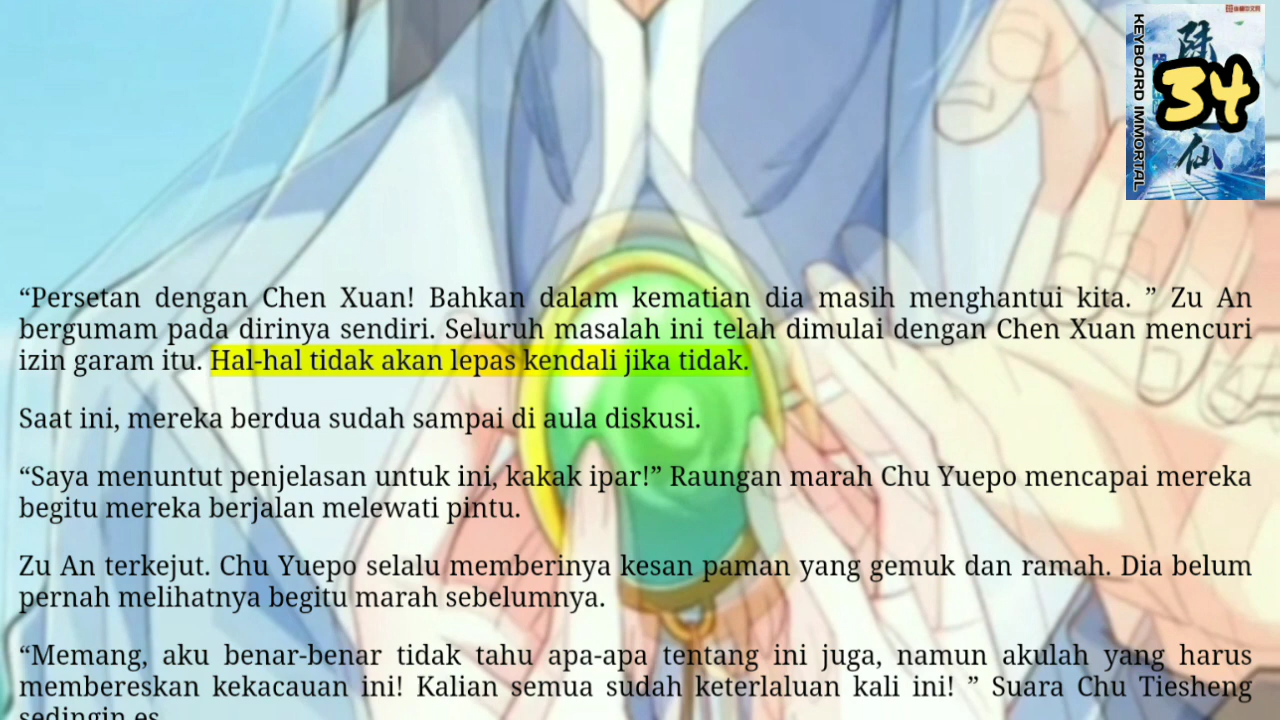 “Persetan dengan Chen Xuan! Bahkan dalam kematian dia masih menghantui kita. ” Zu An
bergumam pada dirinya sendiri. Seluruh masalah ini telah dimulai dengan Chen Xuan mencuri
izin garam itu. Hal-hal tidak akan lepas kendali jika tidak.
Saat ini, mereka berdua sudah sampai di aula diskusi.
“Saya menuntut penjelasan untuk ini, kakak ipar!” Raungan marah Chu Yuepo mencapai mereka
begitu mereka berjalan melewati pintu.
Zu An terkejut. Chu Yuepo selalu memberinya kesan paman yang gemuk dan ramah. Dia belum
pernah melihatnya begitu marah sebelumnya.
“Memang, aku benar-benar tidak tahu apa-apa tentang ini juga, namun akulah yang harus
membereskan kekacauan ini! Kalian semua sudah keterlaluan kali ini! ” Suara Chu Tiesheng
sedingin es
KEYBOARD IMMORTAL
34
仙